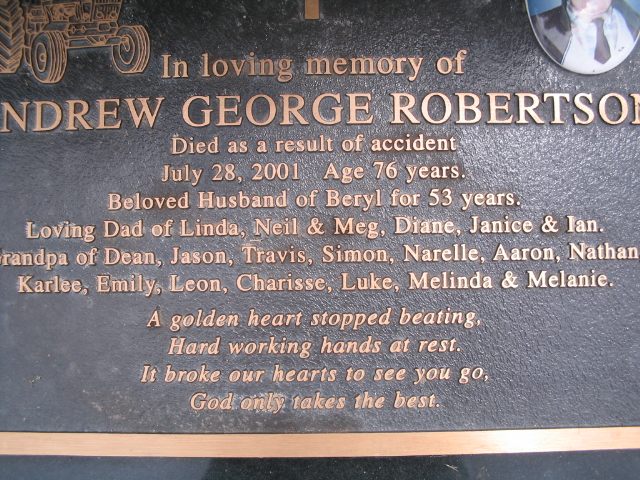 In loving memory of
ANDREW GEORGE ROBERTSON
Died as a result of accident
July 28, 2001 Age 76 years.
Beloved Husband of Beryl for 53 years.
Loving Dad of Linda, Neil & Meg, Diane, Janice & Ian.
Grandpa of Dean, Jason, Travis, Simon, Narelle, Aaron, Nathan
Karlee, Emily, Leon, Charisse, Luke, Melinda & Melanie.
A golden heart stopped beating,
Hard working hands at rest.
It broke our hearts to see you go,
God only takes the best.